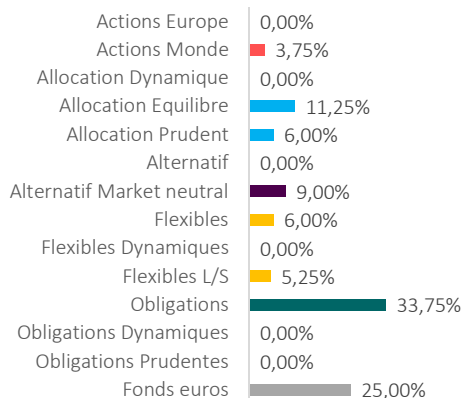 Actions Europe 0,00%
Actions Monde 3,75%
Allocation Dynamique 0,00%
Allocation Equilibre 11,25%
Allocation Prudent 6,00%
Alternatif 0,00%
Alternatif Market neutral 9,00%
Flexibles 6,00%
Flexibles Dynamiques 0,00%
Flexibles L/S 5,25%
Obligations 33,75%
Obligations Dynamiques 0,00%
Obligations Prudentes 0,00%
Fonds euros 25,00%